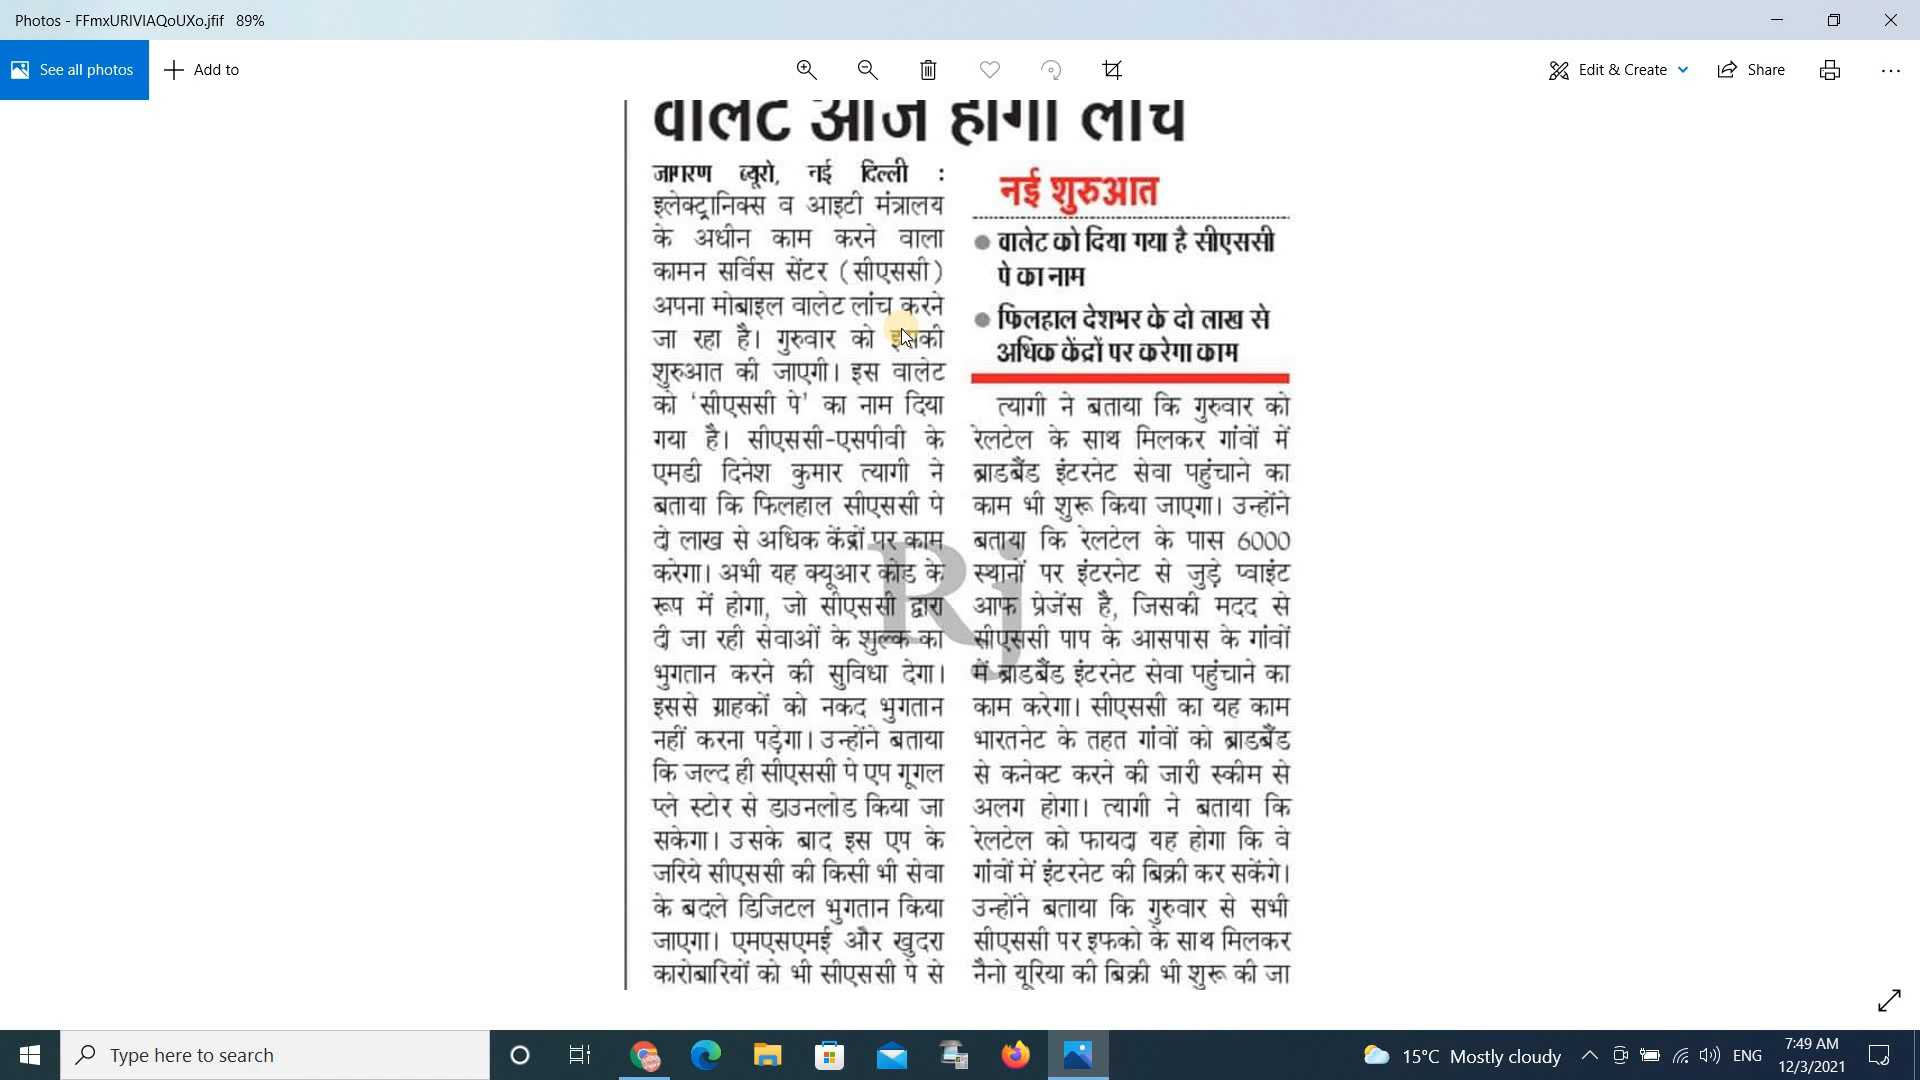 Photos - FFmxURIVIAQoUXo.jfif   89%
See all photos
Add to
Edit & Create
Share
वालेट आज होगा लांच
जागरण ब्यूरो, नई दिल्ली :
इलेक्ट्रानिक्स व आइटी मंत्रालय
के अधीन काम करने वाला
कामन सर्विस सेंटर (सीएससी)
अपना मोबाइल वालेट लांच करने
जा रहा है। गुरुवार को इसकी
शुरुआत की जाएगी। इस वालेट
को 'सीएससी पे' का नाम दिया
गया है। सीएससी-एसपीवी के
एमडी दिनेश कुमार त्यागी ने
बताया कि फिलहाल सीएससी पे
दो लाख से अधिक केंद्रों पर काम
करेगा। अभी यह क्यूआर कोड के
रूप में होगा, जो सीएससी द्वारा
दी जा रही सेवाओं के शुल्क का
भुगतान करने की सुविधा देगा।
इससे ग्राहकों को नकद भुगतान
नहीं करना पड़ेगा। उन्होंने बताया
कि जल्द ही सीएससी पे एप गूगल
प्ले स्टोर से डाउनलोड किया जा
सकेगा। उसके बाद इस एप के
जरिये सीएससी की किसी भी सेवा
के बदले डिजिटल भुगतान किया
जाएगा। एमएसएमई और खुदरा
कारोबारियों को भी सीएससी पे से
नई शुरुआत
वालेट को दिया गया है सीएससी
पे का नाम
फिलहाल देशभर के दो लाख से
अधिक केंद्रों पर करेगा काम
त्यागी ने बताया कि गुरुवार को
रेलटेल के साथ मिलकर गांवों में
ब्राडबैंड इंटरनेट सेवा पहुंचाने का
काम भी शुरू किया जाएगा। उन्होंने
बताया कि रेलटेल के पास 6000
स्थानों पर इंटरनेट से जुड़े प्वाइंट
आफ प्रेजेंस है, जिसकी मदद से
सीएससी पाप के आसपास के गांवों
में ब्राडबैंड इंटरनेट सेवा पहुंचाने का
काम करेगा। सीएससी का यह काम
भारतनेट के तहत गांवों को ब्राडबैंड
से कनेक्ट करने की जारी स्कीम से
अलग होगा। त्यागी ने बताया कि
रेलटेल को फायदा यह होगा कि वे
गांवों में इंटरनेट की बिक्री कर सकेंगे।
उन्होंने बताया कि गुरुवार से सभी
सीएससी पर इफको के साथ मिलकर
नैनो यूरिया की बिक्री भी शुरू की जा
Rj
Type here to search
15°C Mostly cloudy
ENG
7:49 AM
12/3/2021